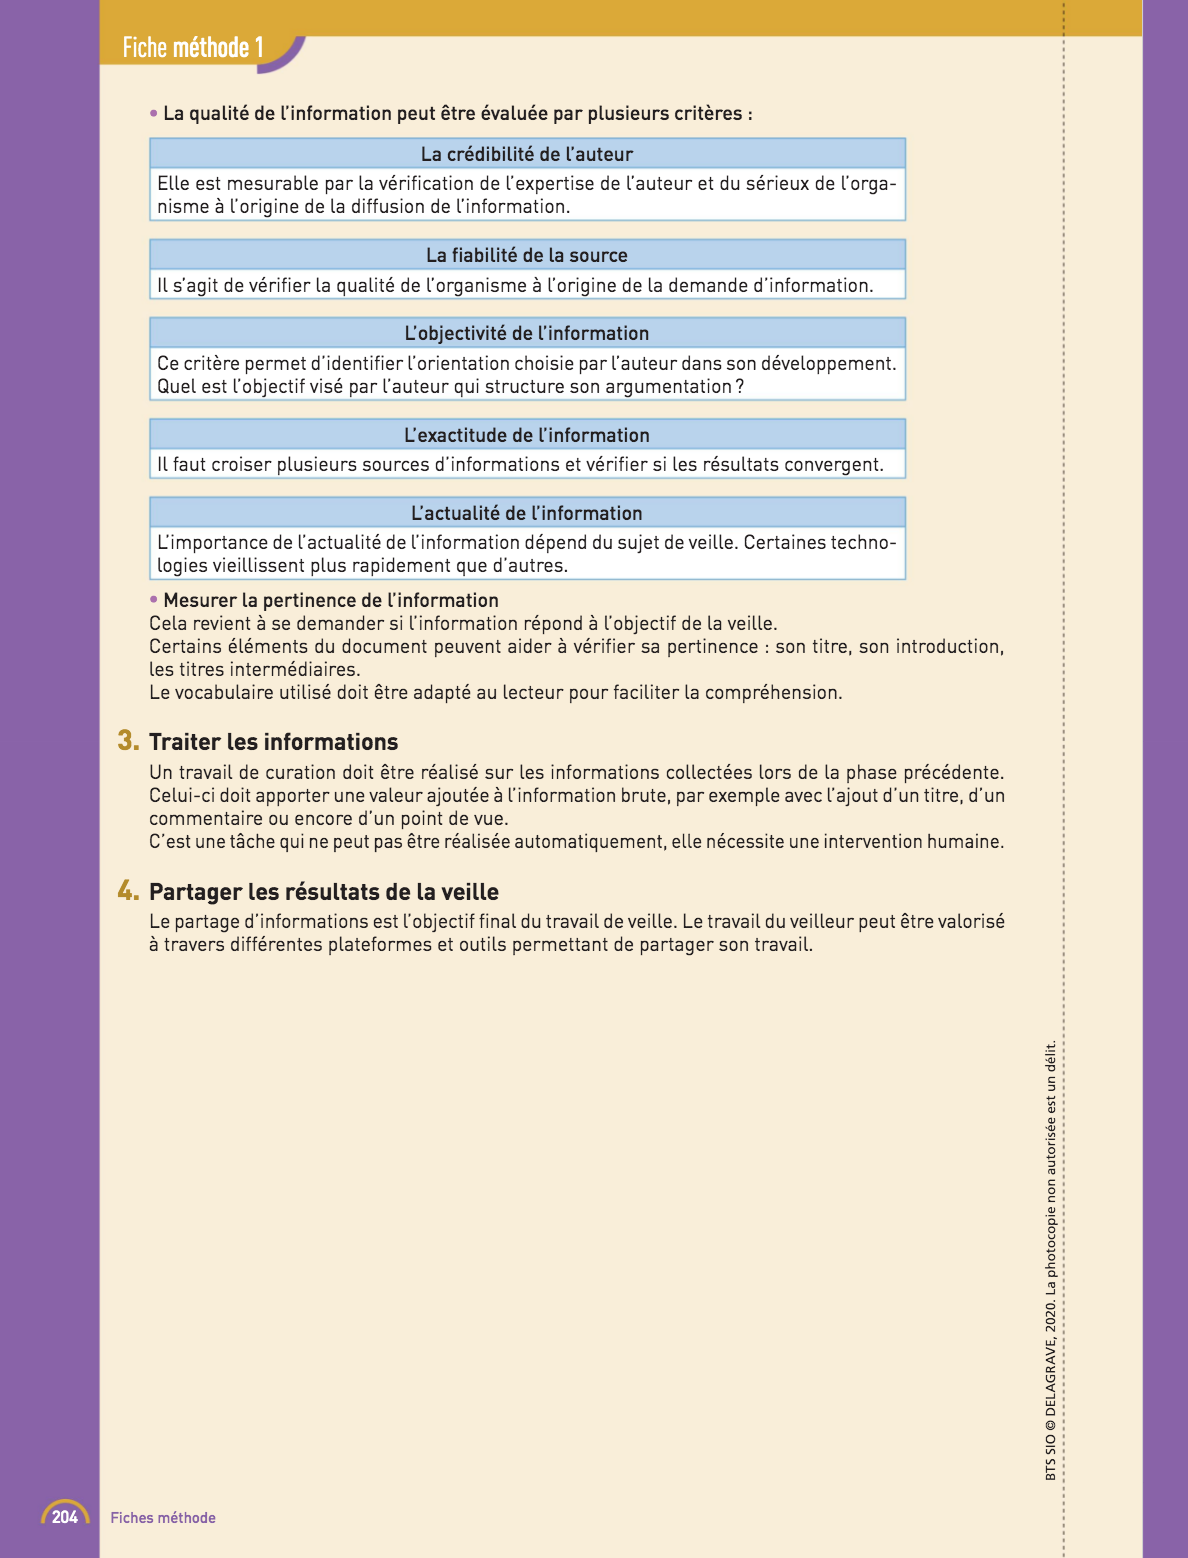 Fiche méthode 1
• La qualité de l’information peut être évaluée par plusieurs critères :
La crédibilité de l’auteur
Elle est mesurable par la vérification de l’expertise de l’auteur et du sérieux de l’orga-
nisme à l’origine de la diffusion de l’information.
La fiabilité de la source
Il s’agit de vérifier la qualité de l’organisme à l’origine de la demande d’information.
L’objectivité de l’information
Ce critère permet d’identifier l’orientation choisie par l’auteur dans son développement.
Quel est l’objectif visé par l’auteur qui structure son argumentation ?
L’exactitude de l’information
Il faut croiser plusieurs sources d’informations et vérifier si les résultats convergent.
L’actualité de l’information
L’importance de l’actualité de l’information dépend du sujet de veille. Certaines techno-
logies vieillissent plus rapidement que d’autres.
• Mesurer la pertinence de l’information
Cela revient à se demander si l’information répond à l’objectif de la veille.
Certains éléments du document peuvent aider à vérifier sa pertinence : son titre, son introduction,
les titres intermédiaires.
Le vocabulaire utilisé doit être adapté au lecteur pour faciliter la compréhension.
3. Traiter les informations
Un travail de curation doit être réalisé sur les informations collectées lors de la phase précédente.
Celui-ci doit apporter une valeur ajoutée à l’information brute, par exemple avec l’ajout d’un titre, d’un
commentaire ou encore d’un point de vue.
C’est une tâche qui ne peut pas être réalisée automatiquement, elle nécessite une intervention humaine.
4. Partager les résultats de la veille
Le partage d’informations est l’objectif final du travail de veille. Le travail du veilleur peut être valorisé
à travers différentes plateformes et outils permettant de partager son travail.
BTS SIO © DELAGRAVE, 2020. La photocopie non autorisée est un délit.
204 Fiches méthode